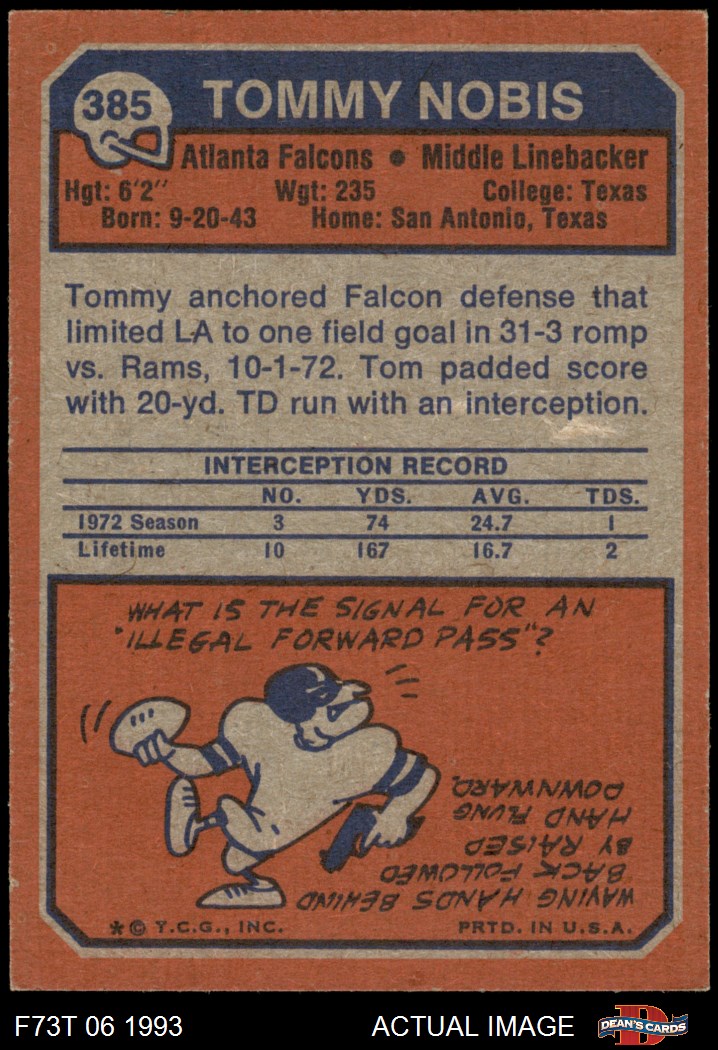 385
TOMMY NOBIS
Atlanta Falcons • Middle Linebacker
Hgt: 6'2" Wgt: 235 College: Texas
Born: 9-20-43 Home: San Antonio, Texas
Tommy anchored Falcon defense that
limited LA to one field goal in 31-3 romp
vs. Rams, 10-1-72. Tom padded score
with 20-yd. TD run with an interception.
INTERCEPTION RECORD
NO. YDS. AVG. TDS.
1972 Season 3 74 24.7 1
Lifetime 10 167 16.7 2
WHAT IS THE SIGNAL FOR AN
"ILLEGAL FORWARD PASS"?
WAVING HANDS BEHIND
BACK FOLLOWED
BY RAISED
HAND FLUNG
DOWNWARD.
*© T.C.G., INC. PRTD. IN U.S.A.
F73T 06 1993 ACTUAL IMAGE D DEAN'S CARDS